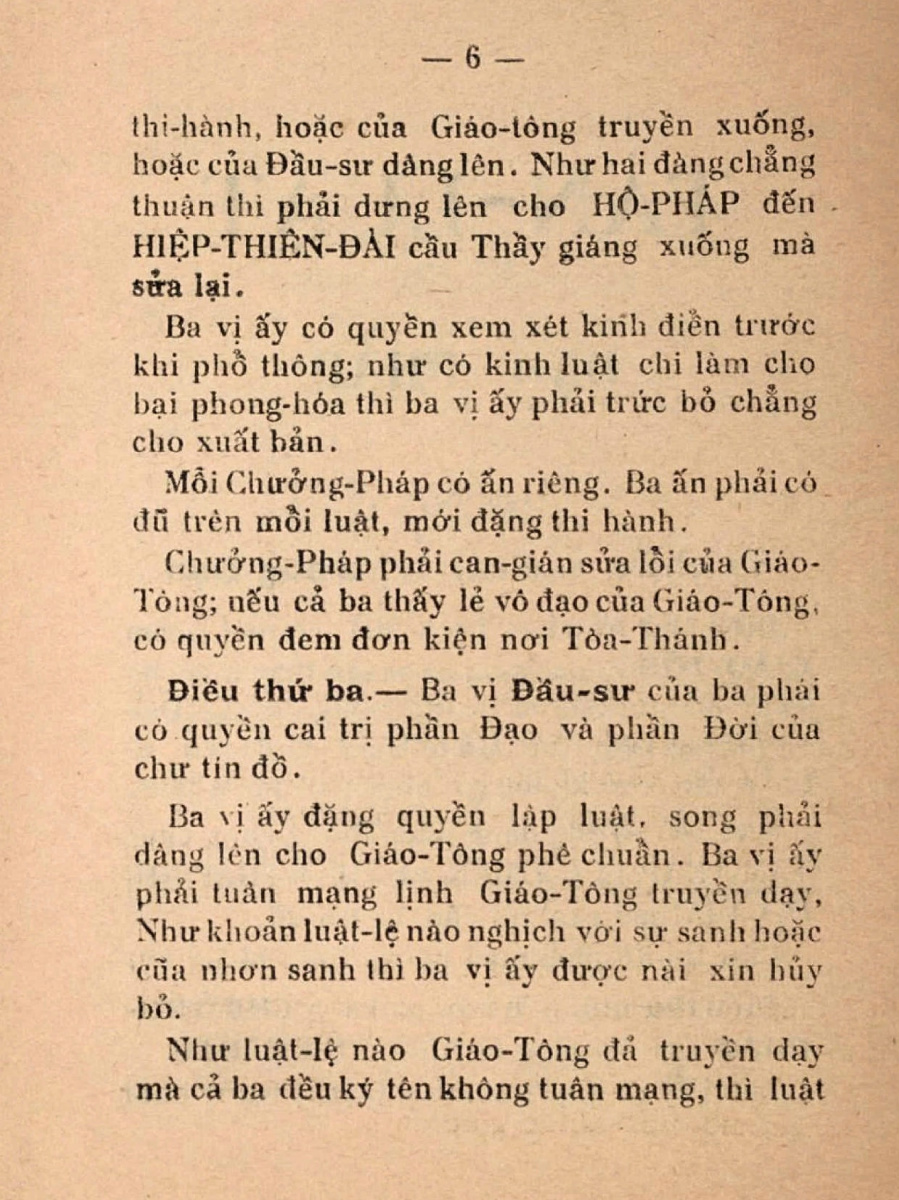 — 6 —
thi-hành, hoặc của Giáo-tông truyền xuống,
hoặc của Đầu-sư dâng lên. Như hai đàng chẳng
thuận thì phải dưng lên cho HỘ-PHÁP đến
HIỆP-THIÊN-ĐÀI cầu Thầy giáng xuống mà
sửa lại.
Ba vị ấy có quyền xem xét kinh điển trước
khi phổ thông; như có kinh luật chi làm cho
bại phong-hóa thì ba vị ấy phải trức bỏ chẳng
cho xuất bản.
Mỗi Chưởng-Pháp có ấn riêng. Ba ấn phải có
đủ trên mỗi luật, mới đặng thi hành.
Chưởng-Pháp phải can-gián sửa lỗi của Giáo-
Tông; nếu cả ba thấy lẻ vô đạo của Giáo-Tông,
có quyền đem đơn kiện nơi Tòa-Thánh.
Điều thứ ba.— Ba vị Đầu-sư của ba phái
có quyền cai trị phần Đạo và phần Đời của
chư tín đồ.
Ba vị ấy đặng quyền lập luật, song phải
dâng lên cho Giáo-Tông phê chuẩn. Ba vị ấy
phải tuân mạng lịnh Giáo-Tông truyền dạy,
Như khoản luật-lệ nào nghịch với sự sanh hoặc
cũa nhơn sanh thì ba vị ấy được nài xin hủy
bỏ.
Như luật-lệ nào Giáo-Tông đả truyền dạy
mà cả ba đều ký tên không tuân mạng, thì luật